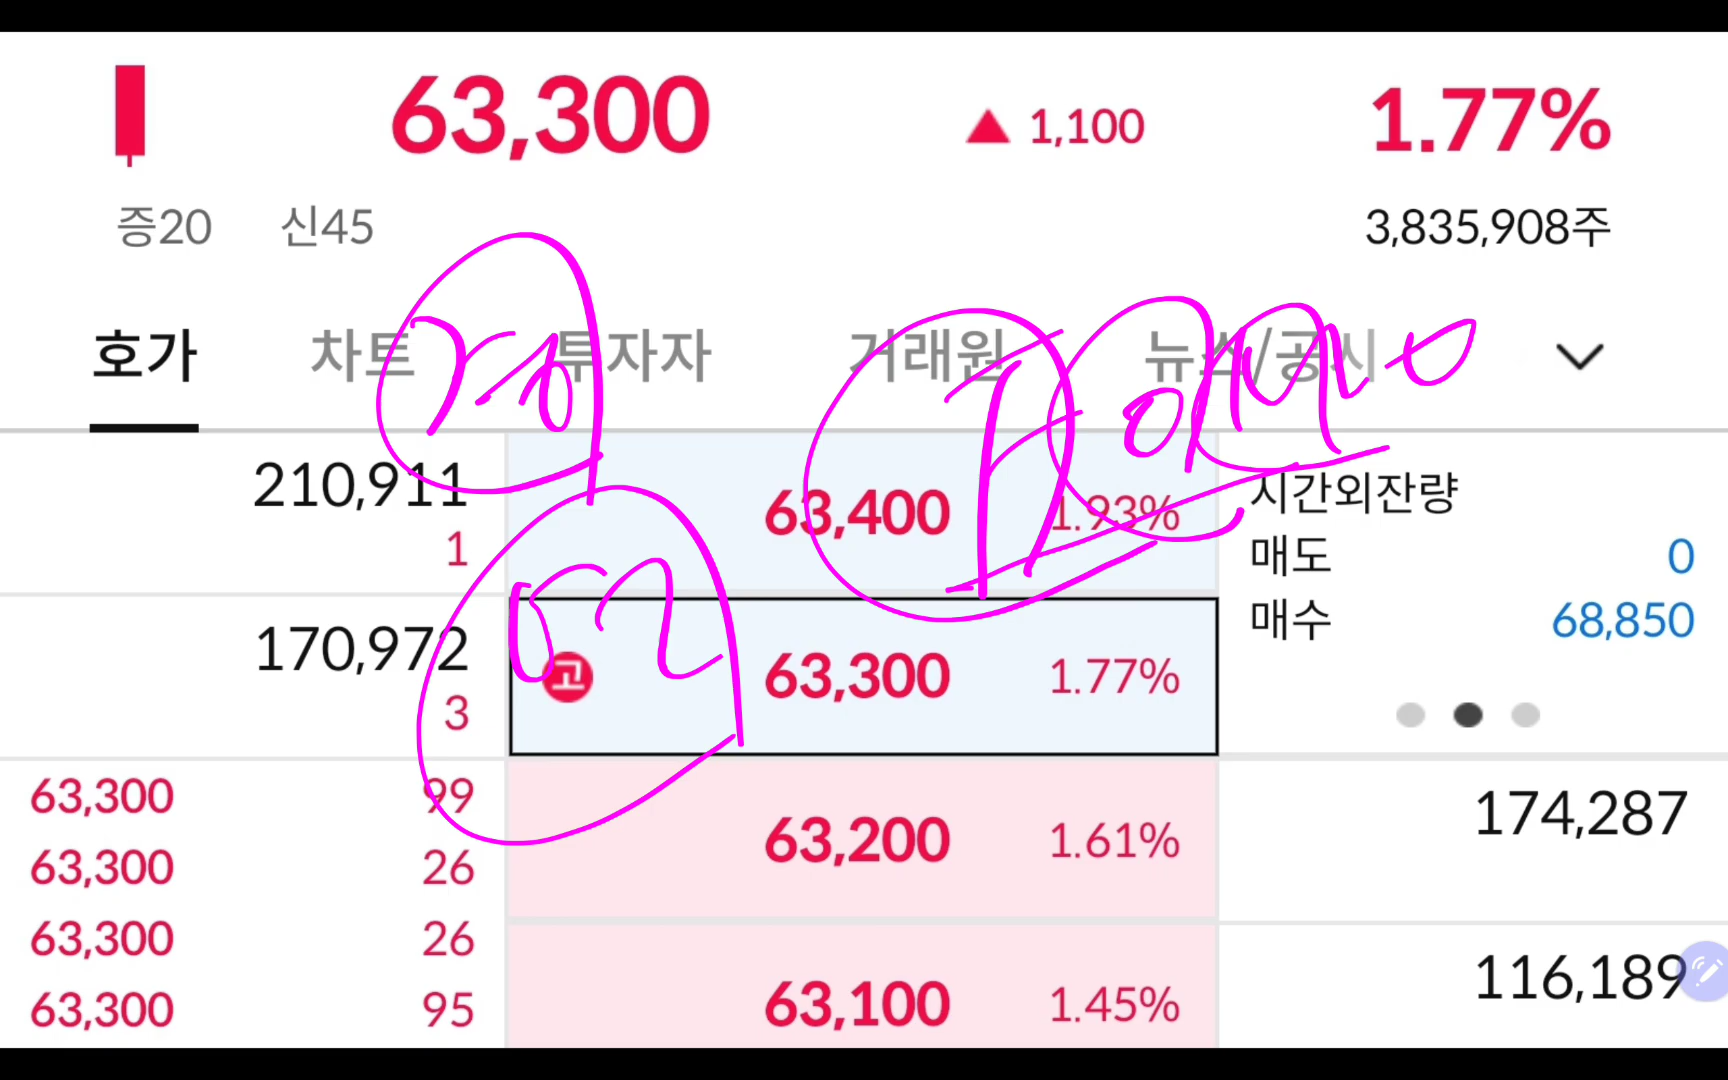 63,300 ▲ 1,100 1.77%
증20 신45 3,835,908주
호가 차트 투자자 거래원 뉴스/공시
210,911 63,400 1.93% 시간외잔량
1 매도 0
170,972 고 63,300 1.77% 매수 68,850
3
63,300 99 63,200 1.61% 174,287
63,300 26
63,300 26 63,100 1.45% 116,189
63,300 95